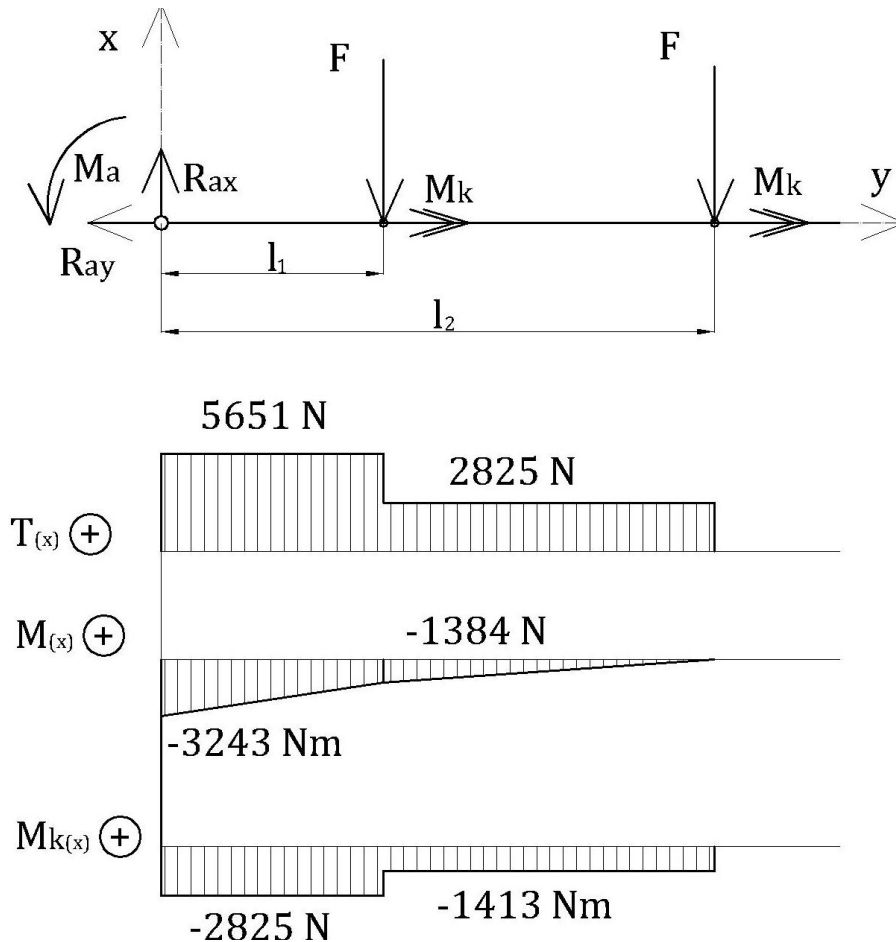 x
F
F
Ma
Rax
Mk
Mk
y
Ray
l1
l2
5651 N
2825 N
T(x) +
M(x) +
-1384 N
-3243 Nm
Mk(x) +
-2825 N
-1413 Nm